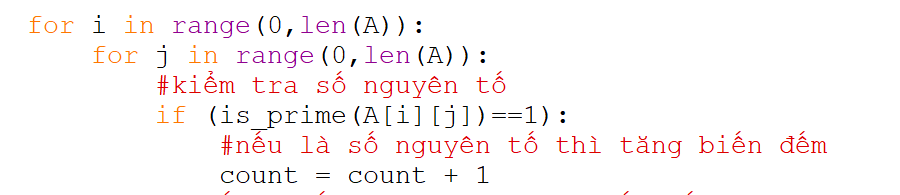 for i in range(0,len(A)):
for j in range(0,len(A)):
#kiểm tra số nguyên tố
if (is_prime(A[i][j])==1):
#nếu là số nguyên tố thì tăng biến đếm
count = count + 1